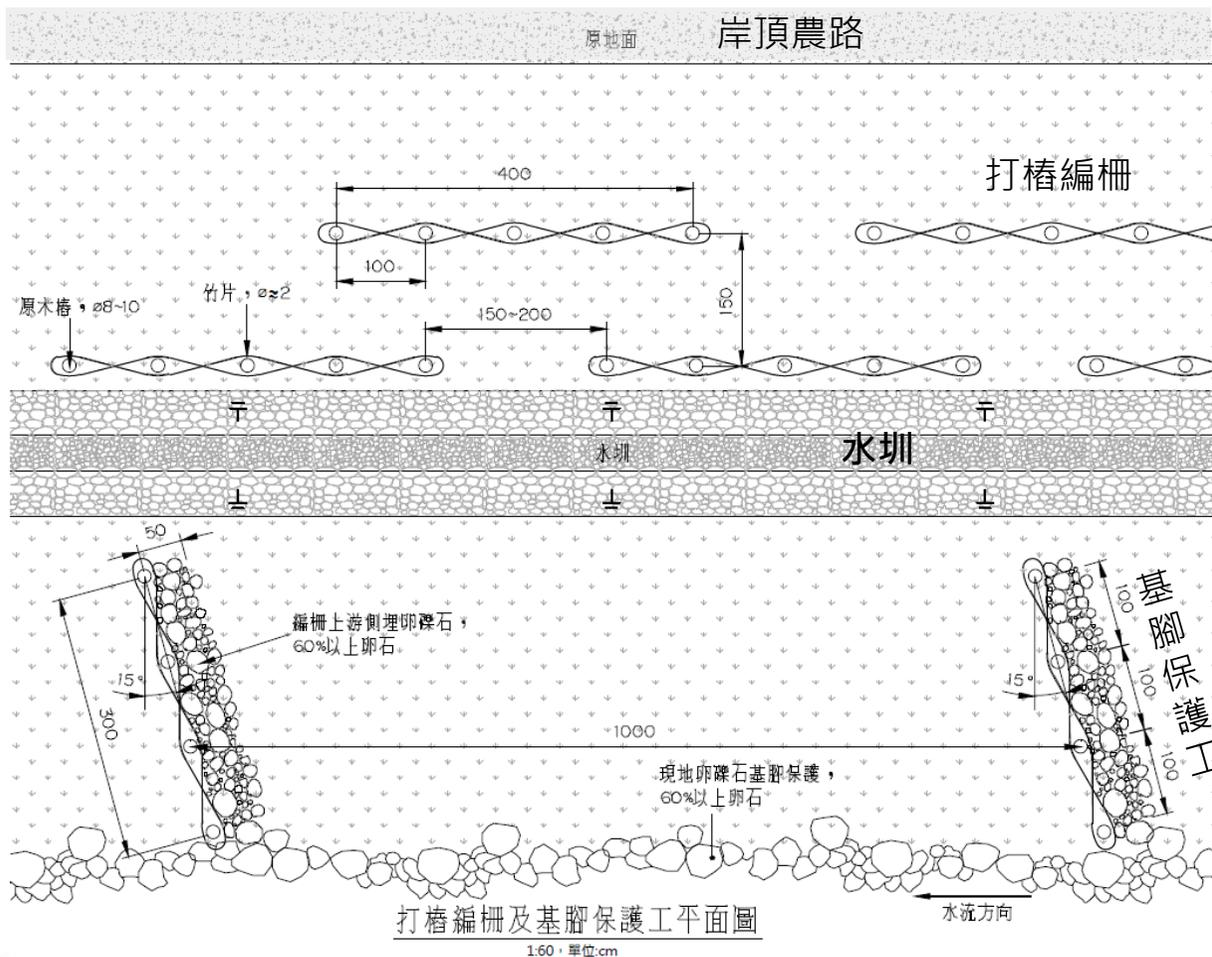 原地面
岸頂農路
400
打樁編柵
100
竹片，ø≈2
原木樁，ø8~10
150~200
150
水圳
水圳
50
編柵上游側埋卵礫石，
60%以上卵石
15°
300
1000
15°
100
100
100
基腳保護工
現地卵礫石基腳保護，
60%以上卵石
水流方向
打樁編柵及基腳保護工平面圖
1:60，單位:cm